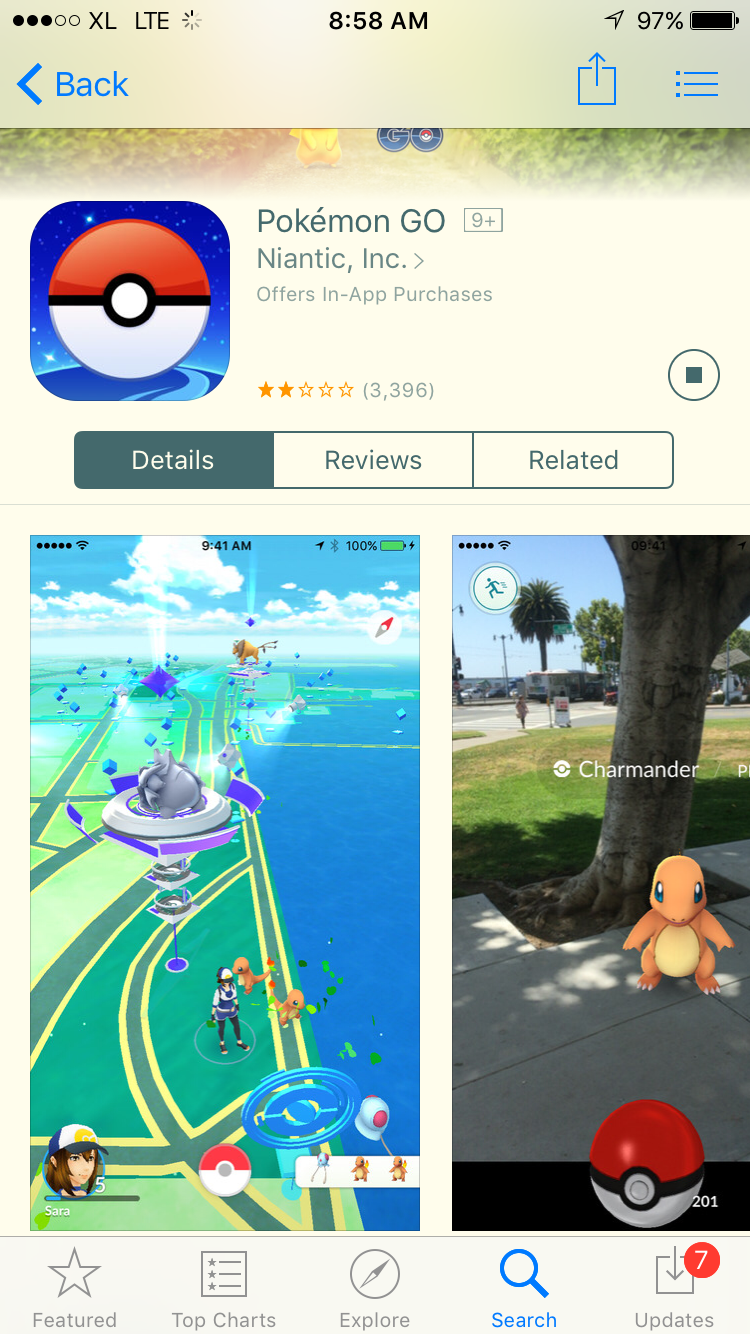 XL LTE 8:58 AM 97%
Back
GO
Pokémon GO 9+
Niantic, Inc.
Offers In-App Purchases
(3,396)
Details Reviews Related
9:41 AM 100%
09:41
Charmander /
5
Sara
201
Featured Top Charts Explore Search Updates
7